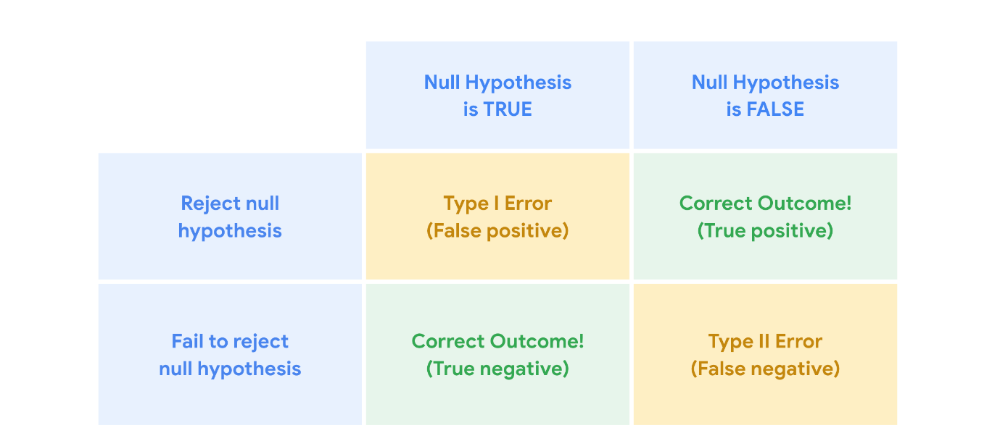 Null Hypothesis
is TRUE
Null Hypothesis
is FALSE
Reject null
hypothesis
Type I Error
(False positive)
Correct Outcome!
(True positive)
Fail to reject
null hypothesis
Correct Outcome!
(True negative)
Type II Error
(False negative)